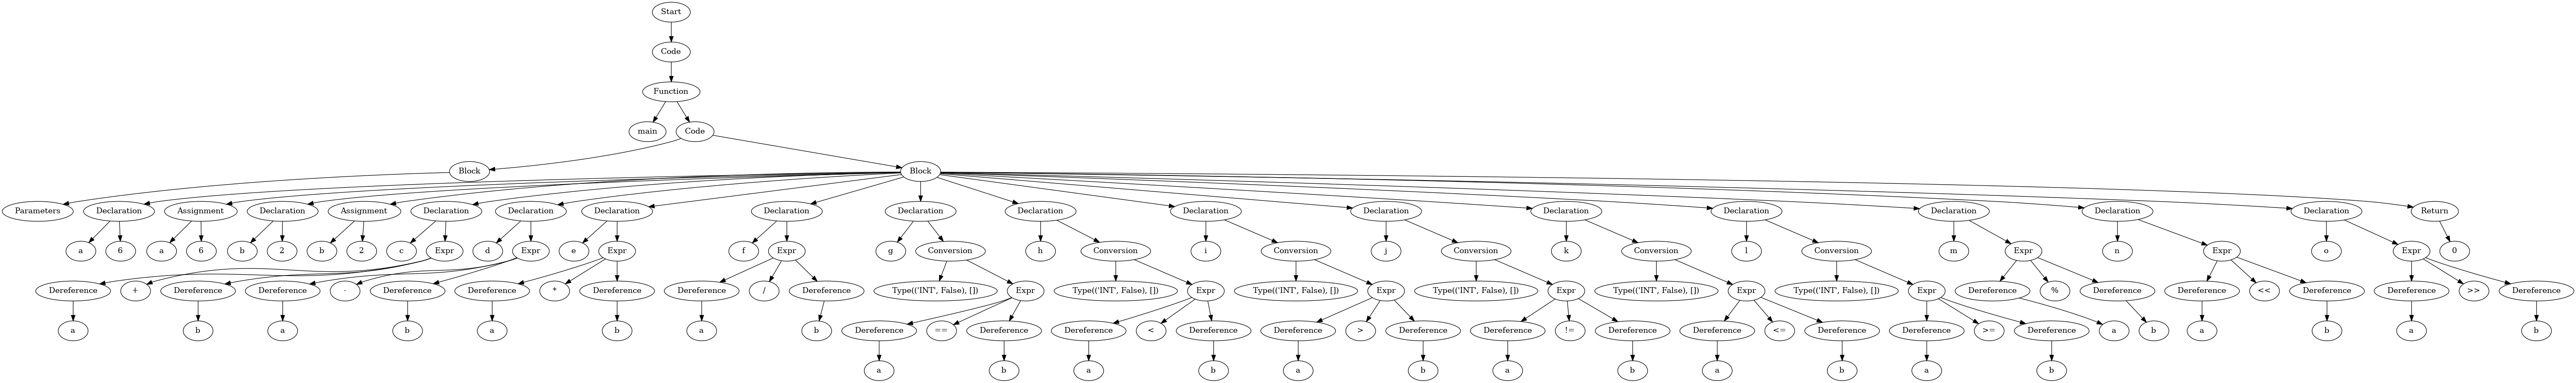 Start
Code
Function
main Code
Block Block
Parameters Declaration Assignment Declaration Assignment Declaration Declaration Declaration Declaration Declaration Declaration Declaration Declaration Declaration Declaration Declaration Declaration Declaration Return
a 6 a 6 b 2 b 2 c Expr d Expr e Expr f Expr g Conversion h Conversion i Conversion j Conversion k Conversion l Conversion m Expr n Expr o Expr 0
Dereference + Dereference Dereference - Dereference Dereference * Dereference Dereference / Dereference Type(('INT', False), []) Expr Type(('INT', False), []) Expr Type(('INT', False), []) Expr Type(('INT', False), []) Expr Type(('INT', False), []) Expr Type(('INT', False), []) Expr Dereference % Dereference Dereference << Dereference Dereference >> Dereference
a b a b a b a b Dereference == Dereference Dereference < Dereference Dereference > Dereference Dereference != Dereference Dereference <= Dereference Dereference >= Dereference a b a b a b
a b a b a b a b a b a b